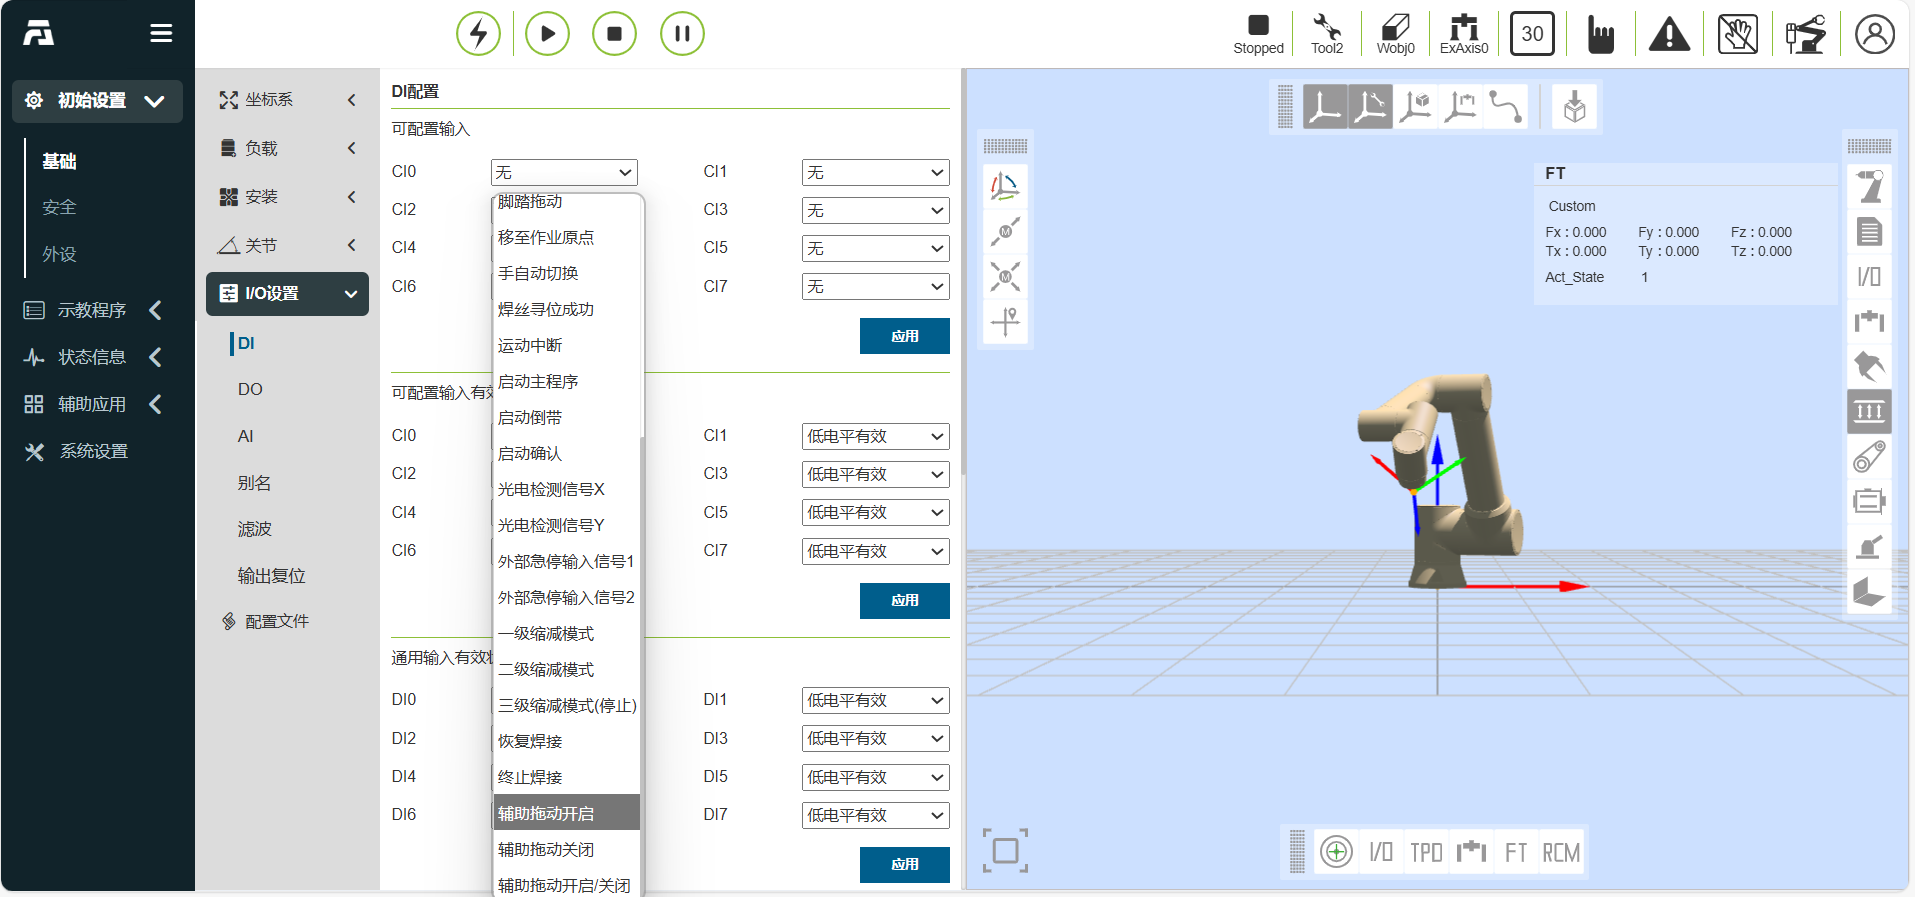 Stopped
Tool2
Wobj0
ExAxis0
30
初始设置
基础
安全
外设
示教程序
状态信息
辅助应用
系统设置
坐标系
负载
安装
关节
I/O设置
DI
DO
AI
别名
滤波
输出复位
配置文件
DI配置
可配置输入
CI0 无 CI1 无
CI2 CI3 无
CI4 CI5 无
CI6 CI7 无
应用
脚踏拖动
移至作业原点
手自动切换
焊丝寻位成功
运动中断
启动主程序
启动倒带
启动确认
光电检测信号X
光电检测信号Y
外部急停输入信号1
外部急停输入信号2
一级缩减模式
二级缩减模式
三级缩减模式(停止)
恢复焊接
终止焊接
辅助拖动开启
辅助拖动关闭
辅助拖动开启/关闭
可配置输入有效
CI0 CI1 低电平有效
CI2 CI3 低电平有效
CI4 CI5 低电平有效
CI6 CI7 低电平有效
应用
通用输入有效
DI0 DI1 低电平有效
DI2 DI3 低电平有效
DI4 DI5 低电平有效
DI6 DI7 低电平有效
应用
FT
Custom
Fx : 0.000 Fy : 0.000 Fz : 0.000
Tx : 0.000 Ty : 0.000 Tz : 0.000
Act_State 1
M
M
I/O
I/O TPD FT RCM